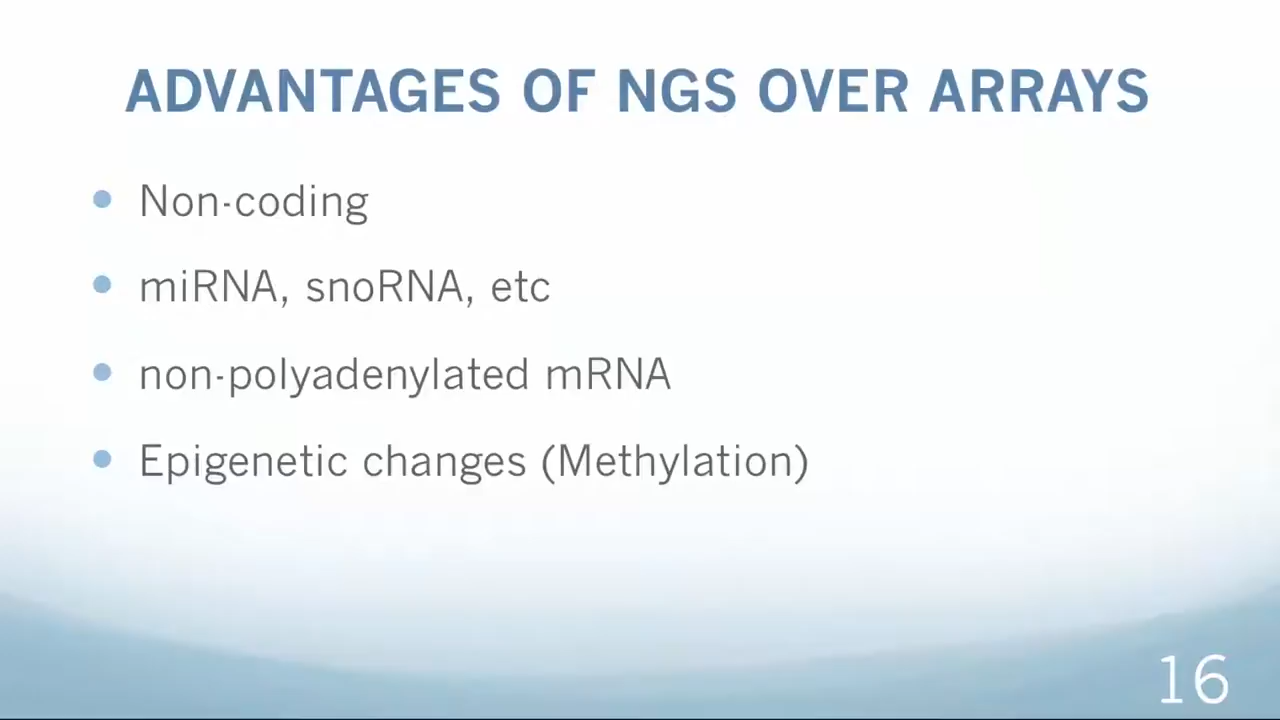 ADVANTAGES OF NGS OVER ARRAYS
• Non-coding
• miRNA, snoRNA, etc
• non-polyadenylated mRNA
• Epigenetic changes (Methylation)
16